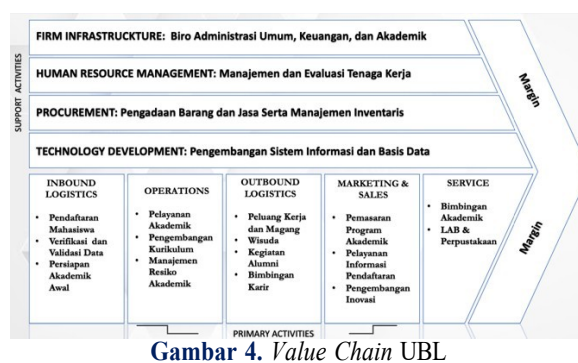 FIRM INFRASTRUCKTURE: Biro Administrasi Umum, Keuangan, dan Akademik
HUMAN RESOURCE MANAGEMENT: Manajemen dan Evaluasi Tenaga Kerja
PROCUREMENT: Pengadaan Barang dan Jasa Serta Manajemen Inventaris
TECHNOLOGY DEVELOPMENT: Pengembangan Sistem Informasi dan Basis Data
SUPPORT ACTIVITIES
Margin
INBOUND
LOGISTICS
• Pendaftaran
Mahasiswa
• Verifikasi dan
Validasi Data
• Persiapan
Akademik
Awal
OPERATIONS
• Pelayanan
Akademik
• Pengembangan
Kurikulum
• Manajemen
Resiko
Akademik
OUTBOUND
LOGISTICS
• Peluang Kerja
dan Magang
• Wisuda
• Kegiatan
Alumni
• Bimbingan
Karir
MARKETING &
SALES
• Pemasaran
Program
Akademik
• Pelayanan
Informasi
Pendaftaran
• Pengembangan
Inovasi
SERVICE
• Bimbingan
Akademik
• LAB &
Perpustakaan
Margin
PRIMARY ACTIVITIES
Gambar 4. Value Chain UBL